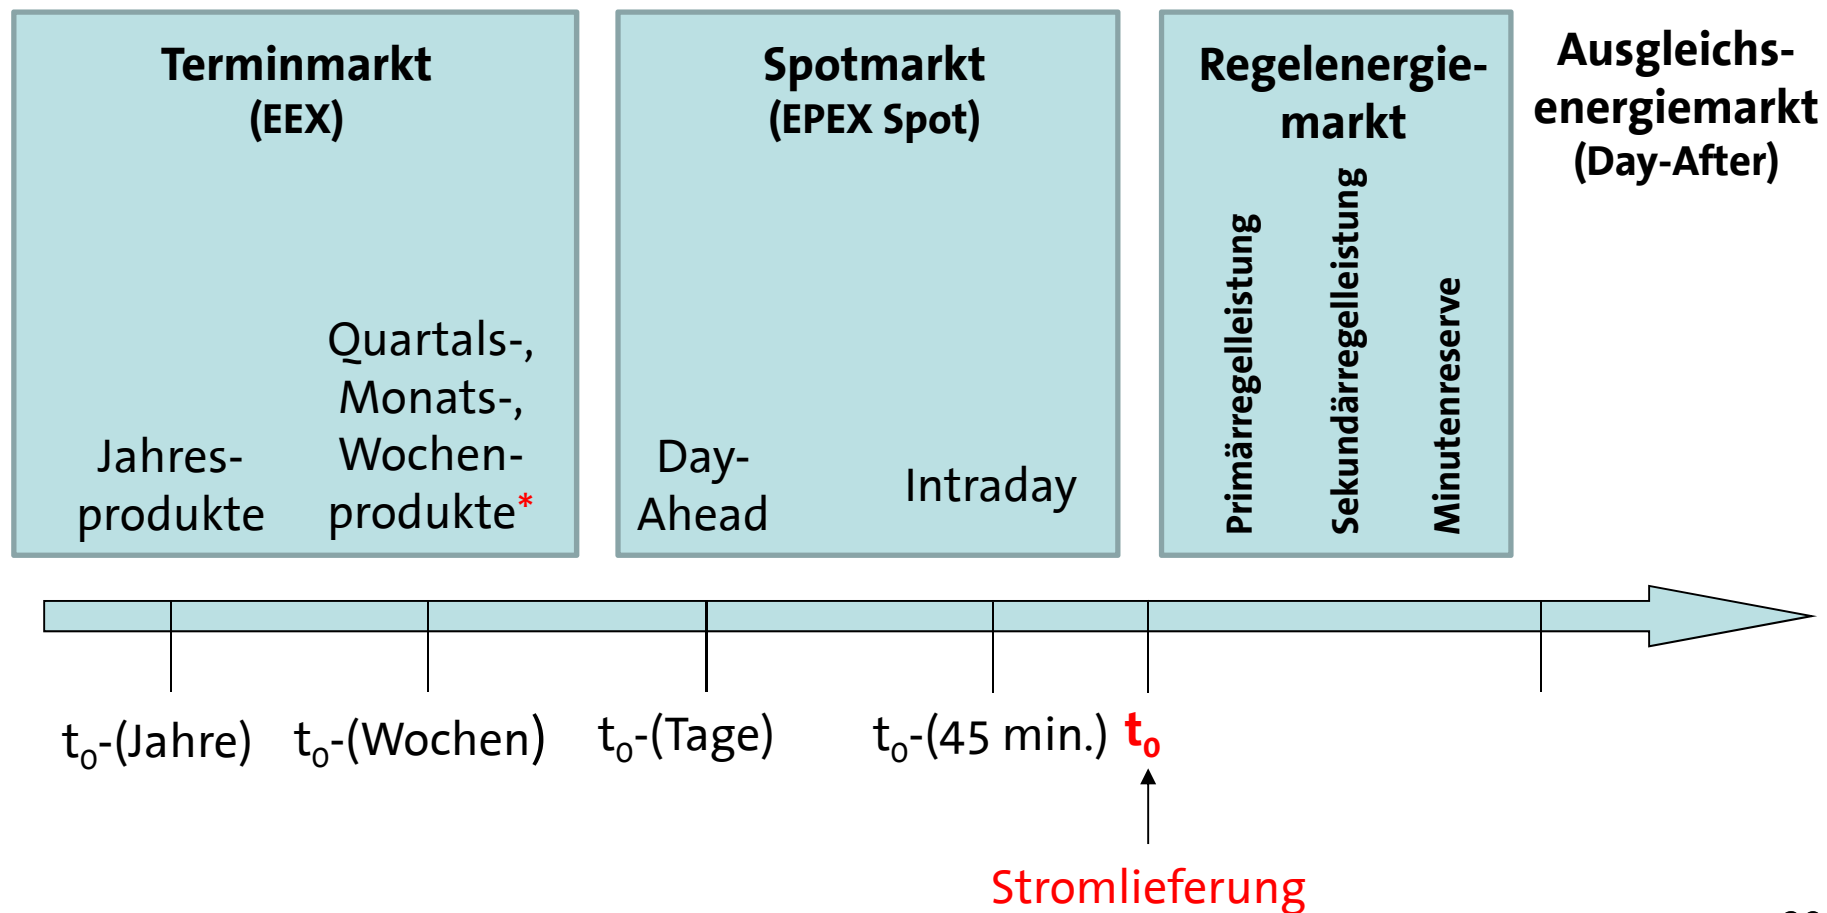 Terminmarkt
(EEX)
Jahres-
produkte
Quartals-,
Monats-,
Wochen-
produkte*
Spotmarkt
(EPEX Spot)
Day-
Ahead
Intraday
Regelenergie-
markt
Primärregelleistung
Sekundärregelleistung
Minutenreserve
Ausgleichs-
energiemarkt
(Day-After)
t₀-(Jahre)
t₀-(Wochen)
t₀-(Tage)
t₀-(45 min.)
t₀
Stromlieferung